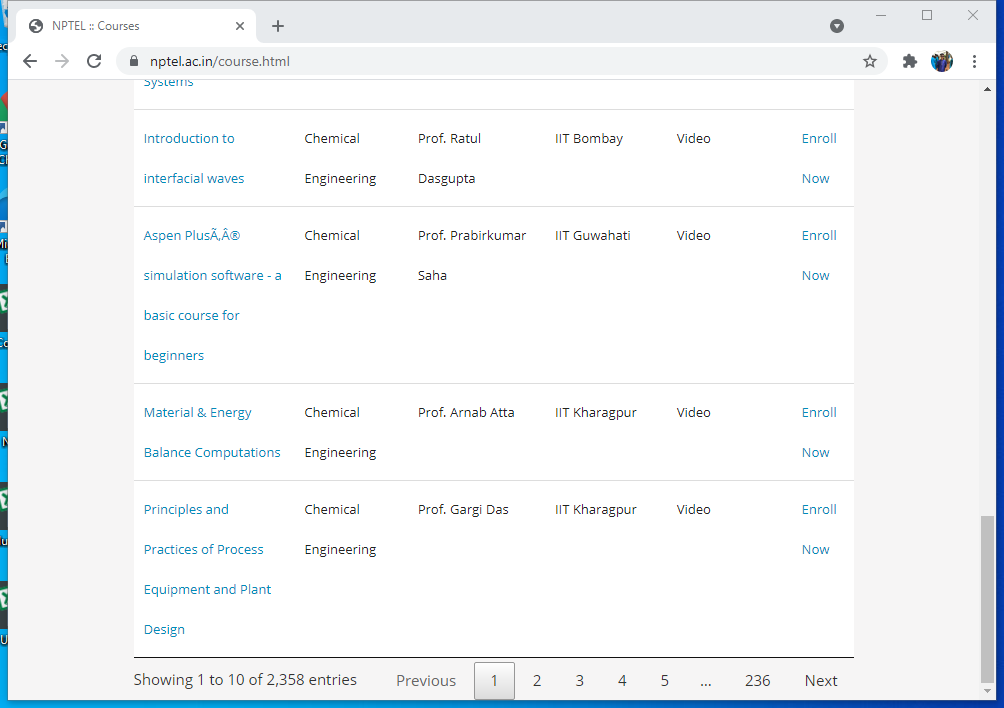 NPTEL :: Courses
nptel.ac.in/course.html
Systems
Introduction to Chemical Prof. Ratul IIT Bombay Video Enroll
interfacial waves Engineering Dasgupta Now
Aspen PlusÃ‚Â® Chemical Prof. Prabirkumar IIT Guwahati Video Enroll
simulation software - a Engineering Saha Now
basic course for
beginners
Material & Energy Chemical Prof. Arnab Atta IIT Kharagpur Video Enroll
Balance Computations Engineering Now
Principles and Chemical Prof. Gargi Das IIT Kharagpur Video Enroll
Practices of Process Engineering Now
Equipment and Plant
Design
Showing 1 to 10 of 2,358 entries Previous 1 2 3 4 5 ... 236 Next